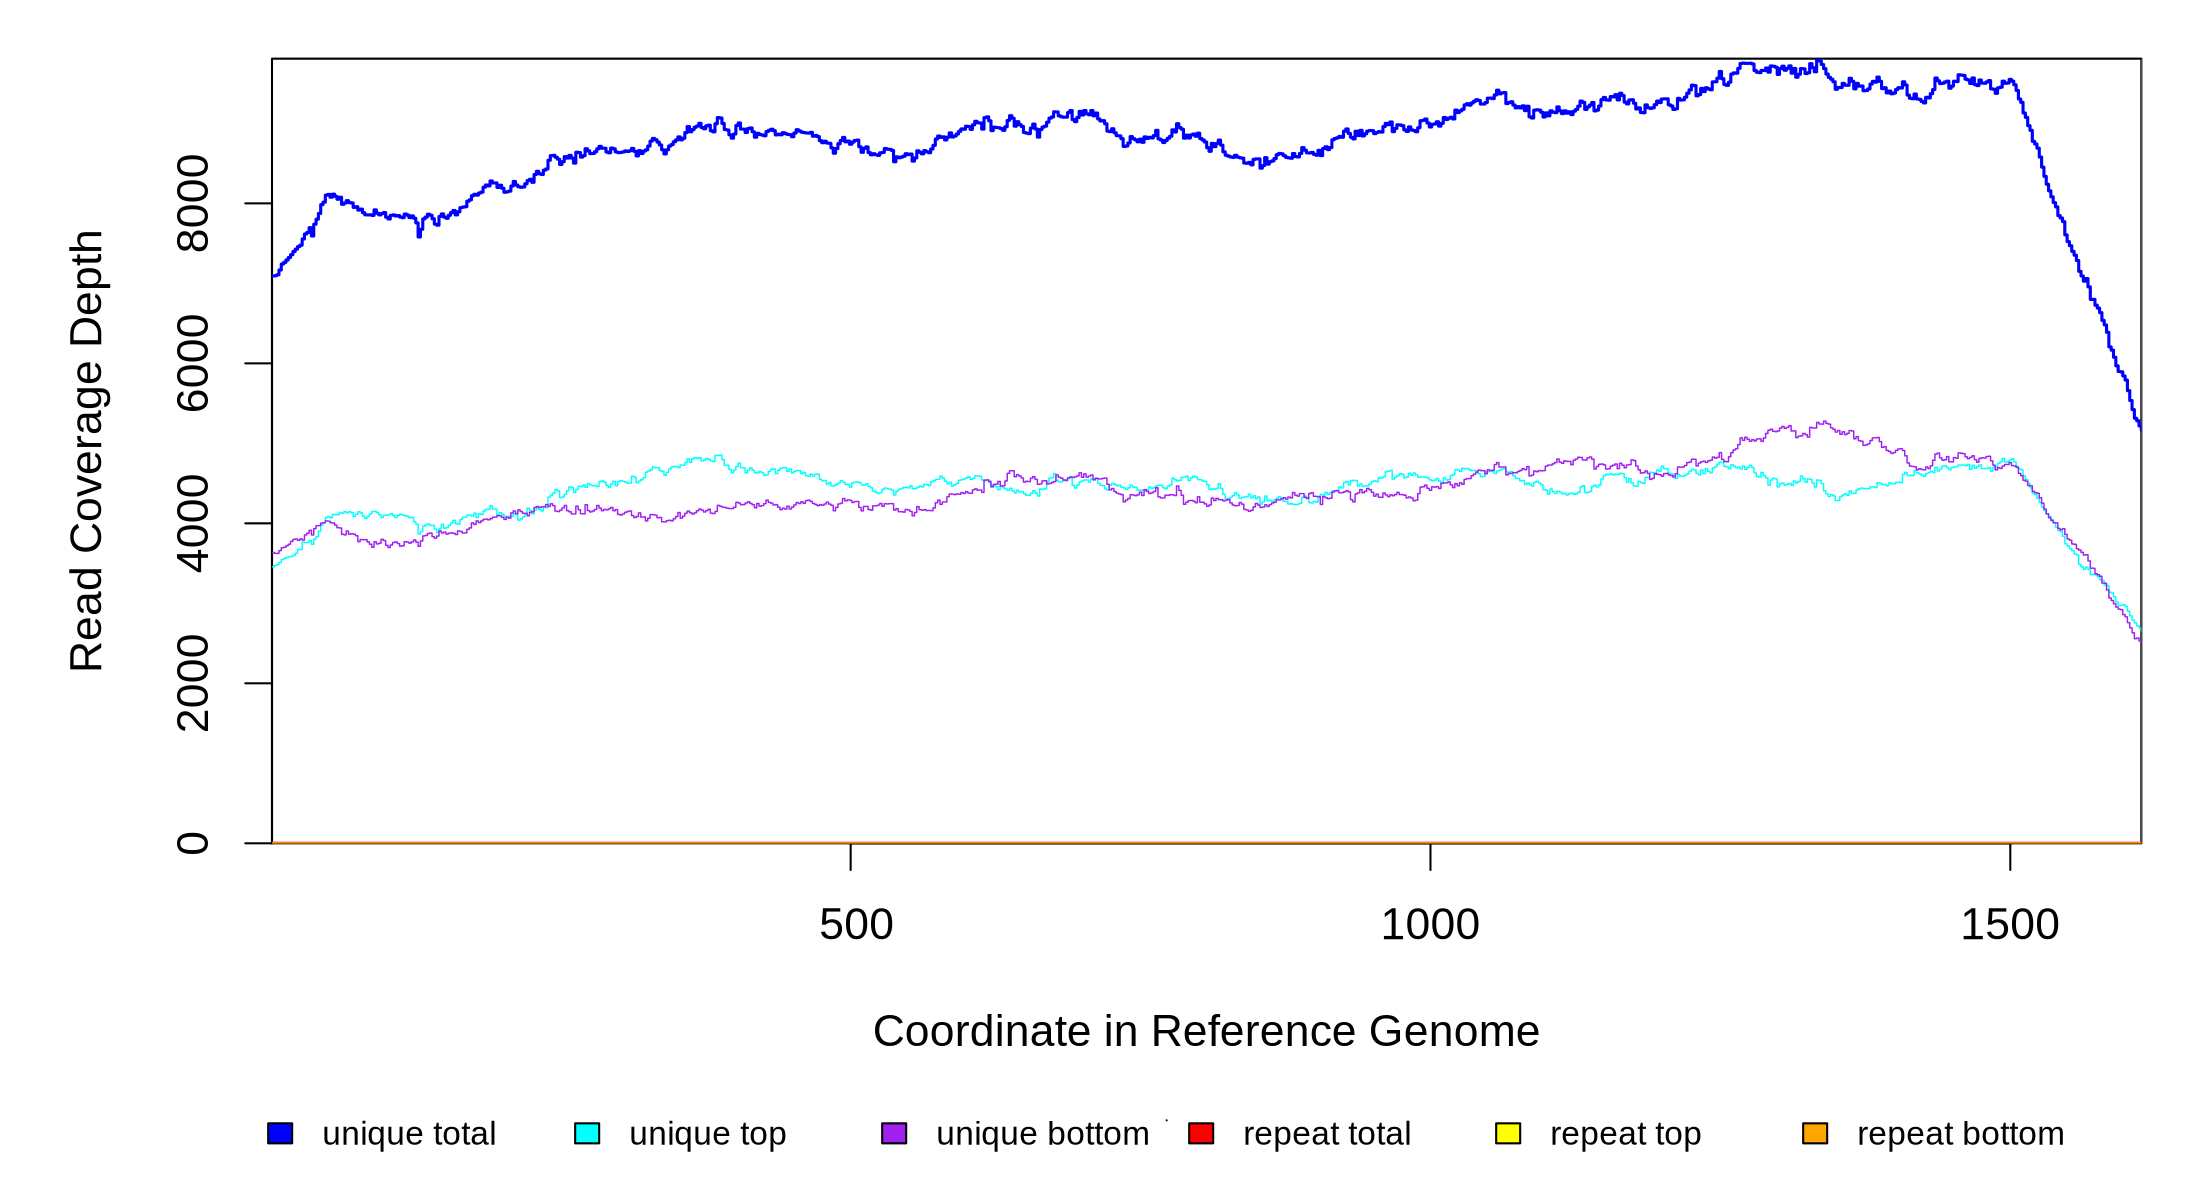 Read Coverage Depth
8000
6000
4000
2000
0
500 1000 1500
Coordinate in Reference Genome
unique total unique top unique bottom repeat total repeat top repeat bottom